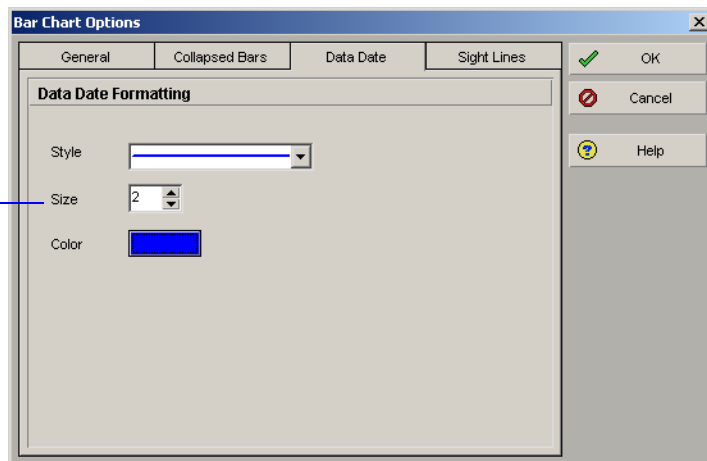 Bar Chart Options
General
Collapsed Bars
Data Date
Sight Lines
Data Date Formatting
Style
Size
2
Color
OK
Cancel
? Help